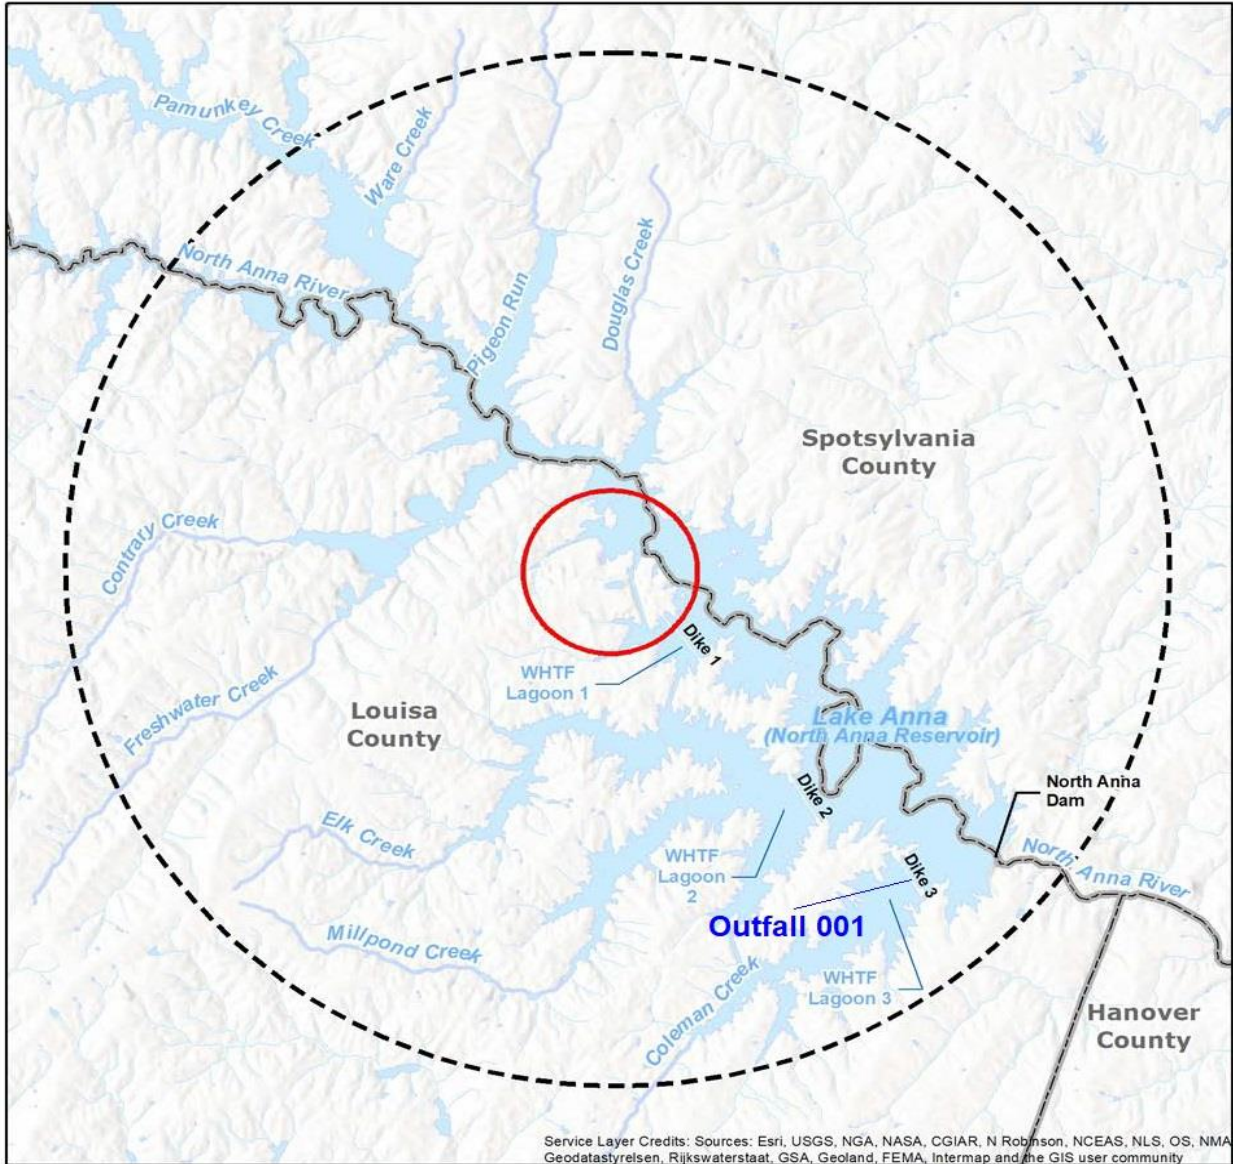 Pamunkey Creek
Ware Creek
North Anna River
Pigeon Run
Douglas Creek
Spotsylvania
County
Contrary Creek
Dike 1
WHTF
Lagoon 1
Freshwater Creek
Louisa
County
Lake Anna
(North Anna Reservoir)
Dike 2
North Anna
Dam
Elk Creek
WHTF
Lagoon
2
Dike 3
North Anna River
Outfall 001
Millpond Creek
WHTF
Lagoon 3
Coleman Creek
Hanover
County
Service Layer Credits: Sources: Esri, USGS, NGA, NASA, CGIAR, N Robinson, NCEAS, NLS, OS, NMA
Geodatastyrelsen, Rijkswaterstaat, GSA, Geoland, FEMA, Intermap and the GIS user community